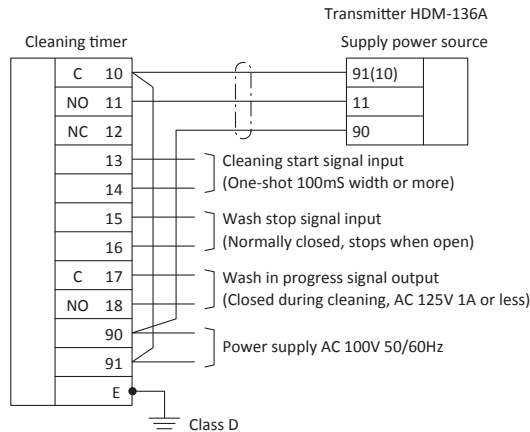 Transmitter HDM-136A
Cleaning timer
Supply power source
C 10
91(10)
NO 11
11
NC 12
90
13
Cleaning start signal input
14
(One-shot 100mS width or more)
15
Wash stop signal input
16
(Normally closed, stops when open)
C 17
Wash in progress signal output
NO 18
(Closed during cleaning, AC 125V 1A or less)
90
Power supply AC 100V 50/60Hz
91
E
Class D